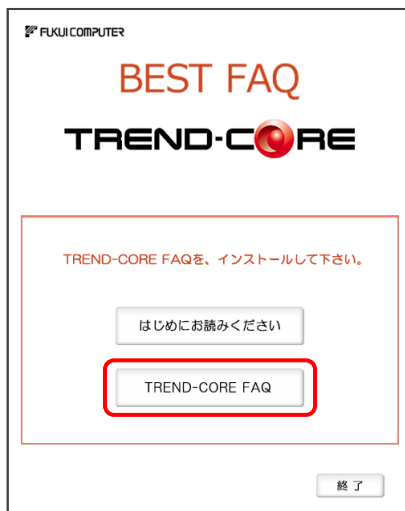 FUKUI COMPUTER
BEST FAQ
TREND-CORE
TREND-CORE FAQを、インストールして下さい。
はじめにお読みください
TREND-CORE FAQ
終 了